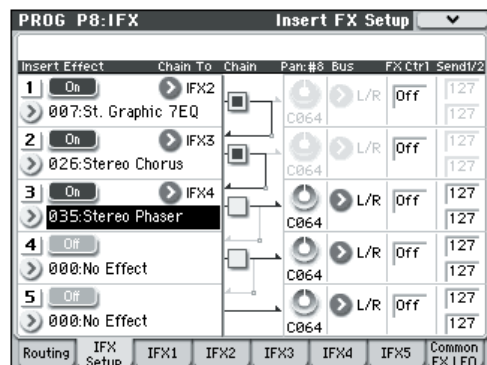 PROG P8:IFX Insert FX Setup
Insert Effect Chain To Chain Pan:#8 Bus FX Ctrl Send1/2
1 On IFX2 L/R Off 127
007:St. Graphic 7EQ C064 127
2 On IFX3 L/R Off 127
026:Stereo Chorus C064 127
3 On IFX4 L/R Off 127
035:Stereo Phaser C064 127
4 Off L/R Off 127
000:No Effect C064 127
5 Off L/R Off 127
000:No Effect C064 127
Routing IFX Setup IFX1 IFX2 IFX3 IFX4 IFX5 Common FX LFO